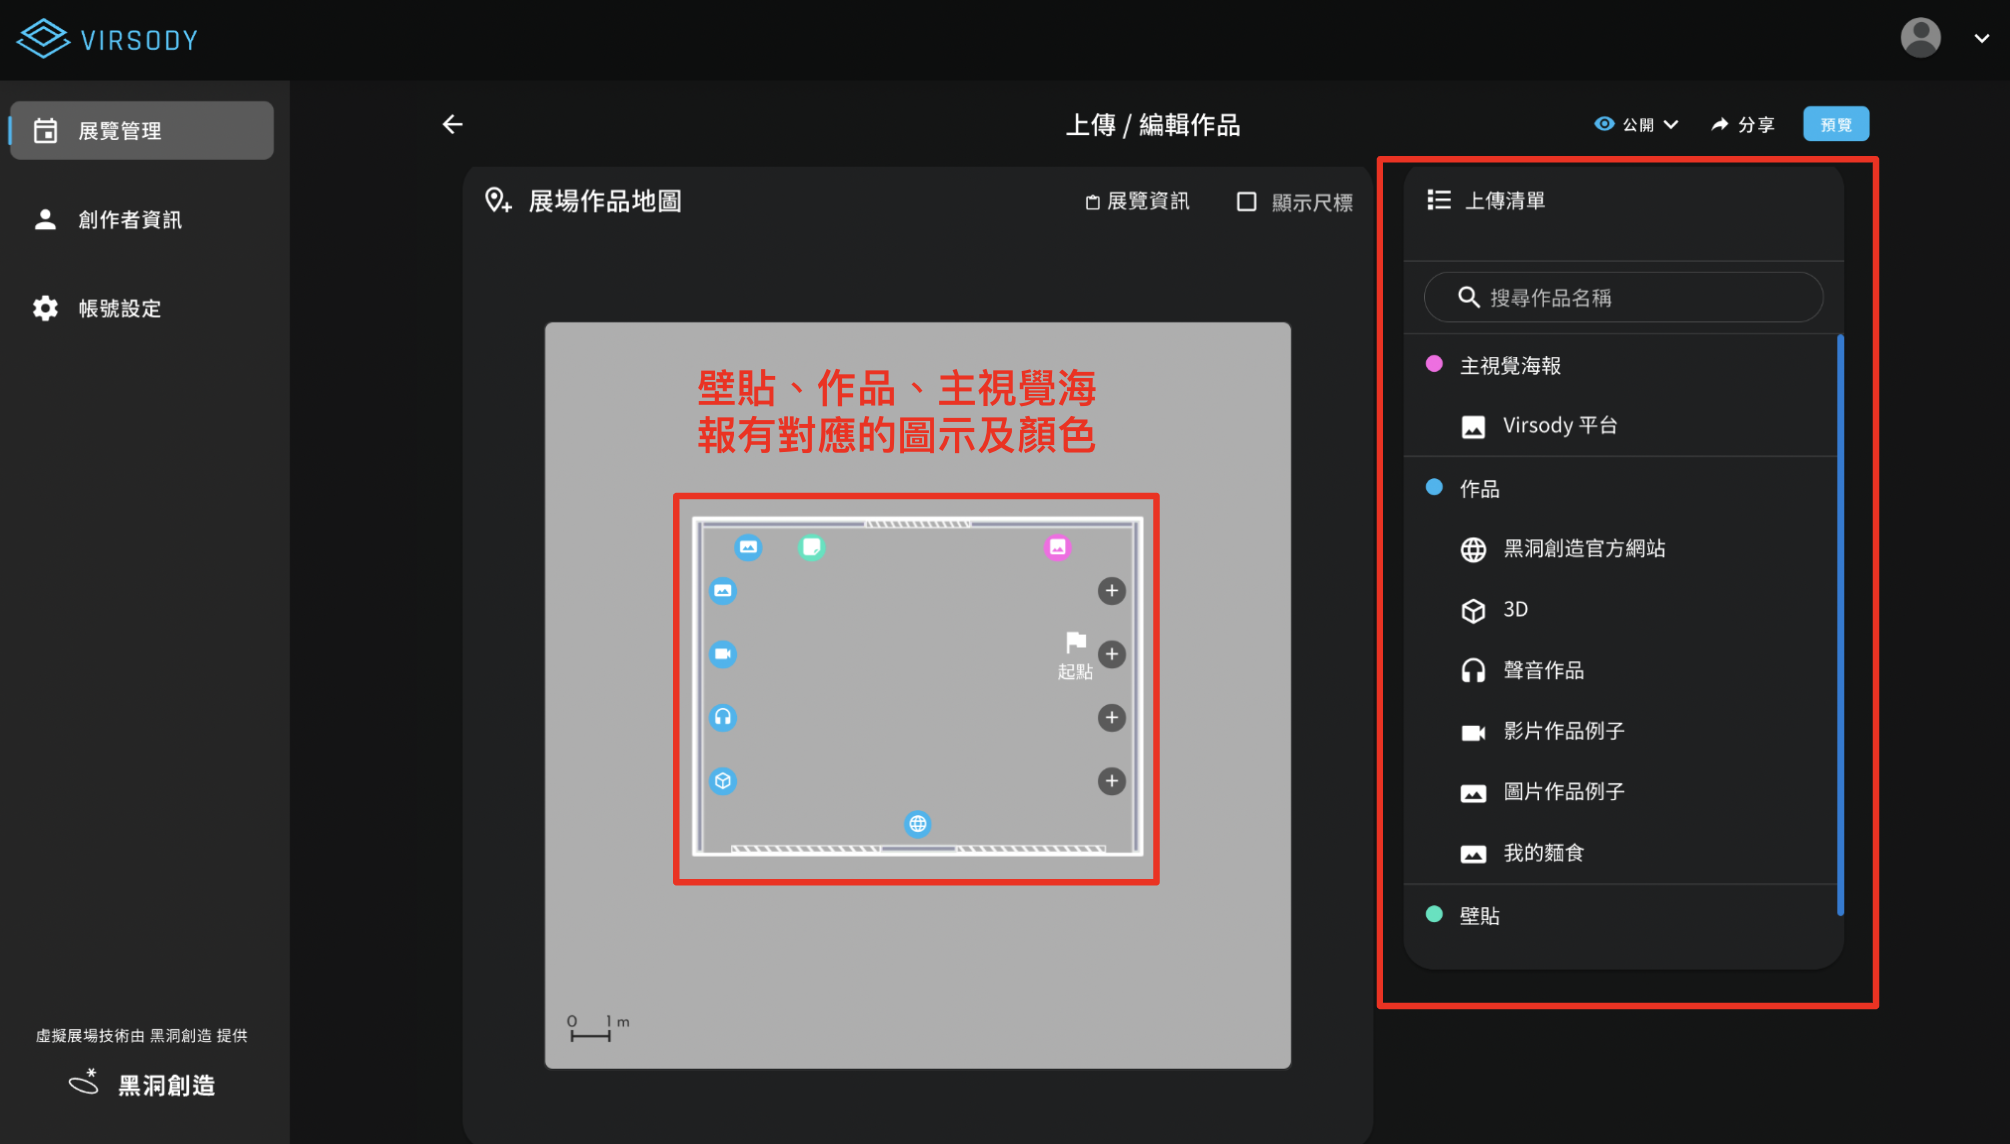 VIRSODY
展覽管理
創作者資訊
帳號設定
虛擬展場技術由 黑洞創造 提供
黑洞創造
上傳 / 編輯作品
公開
分享
預覽
展場作品地圖
展覽資訊
顯示尺標
壁貼、作品、主視覺海
報有對應的圖示及顏色
起點
0 1 m
上傳清單
搜尋作品名稱
主視覺海報
Virsody 平台
作品
黑洞創造官方網站
3D
聲音作品
影片作品例子
圖片作品例子
我的麵食
壁貼